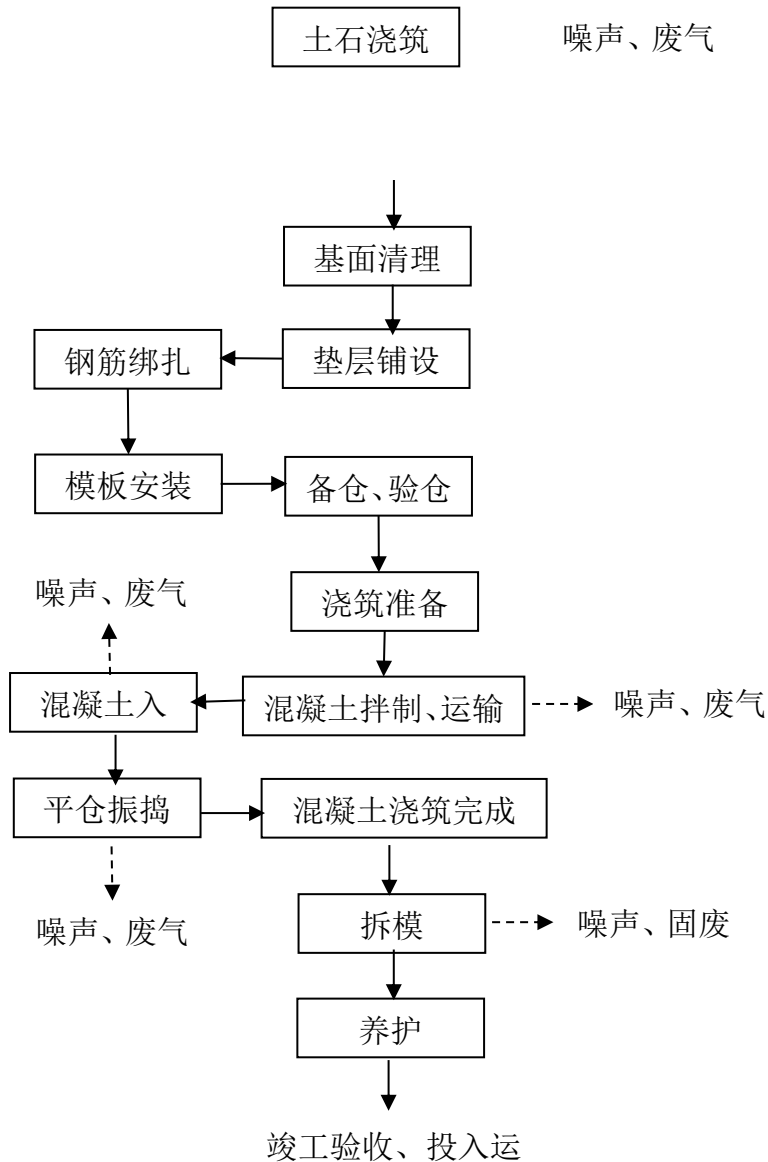 土石浇筑
噪声、废气
基面清理
钢筋绑扎
垫层铺设
模板安装
备仓、验仓
噪声、废气
浇筑准备
混凝土入
混凝土拌制、运输
噪声、废气
平仓振捣
混凝土浇筑完成
噪声、废气
拆模
噪声、固废
养护
竣工验收、投入运